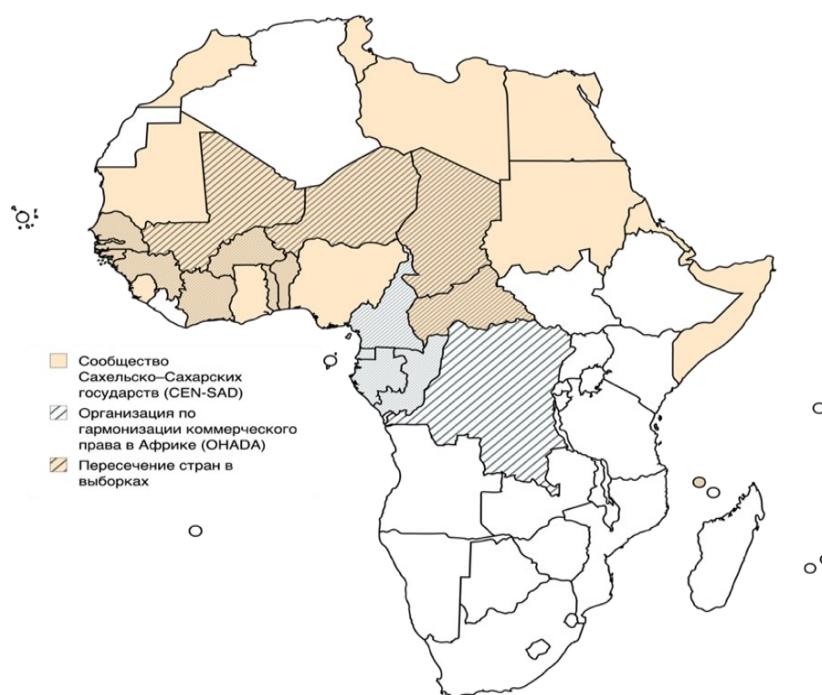 Сообщество
Сахельско–Сахарских
государств (CEN-SAD)
Организация по
гармонизации коммерческого
права в Африке (OHADA)
Пересечение стран в
выборках